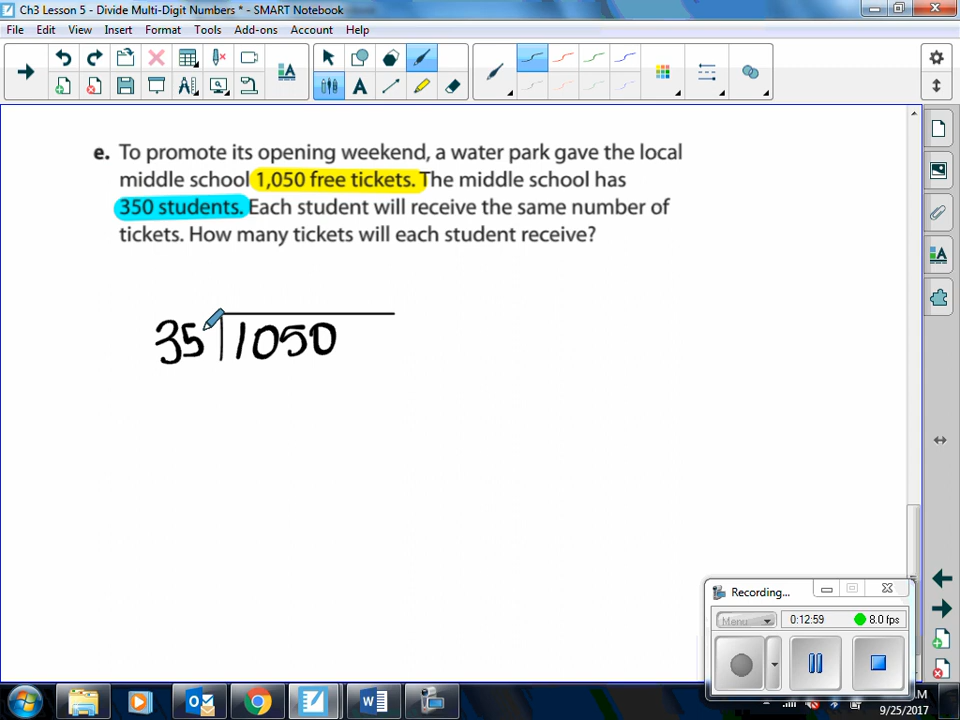 Ch3 Lesson 5 - Divide Multi-Digit Numbers * - SMART Notebook
File Edit View Insert Format Tools Add-ons Account Help
e. To promote its opening weekend, a water park gave the local
middle school 1,050 free tickets. The middle school has
350 students. Each student will receive the same number of
tickets. How many tickets will each student receive?
35 1050
Recording...
Menu 0:12:59 8.0 fps
9/25/2017